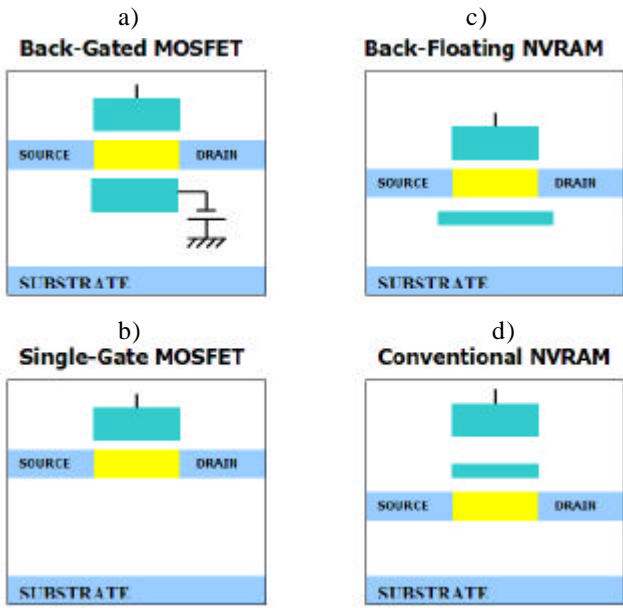 a)
Back-Gated MOSFET
SOURCE DRAIN
SUBSTRATE
b)
Single-Gate MOSFET
SOURCE DRAIN
SUBSTRATE
c)
Back-Floating NVRAM
SOURCE DRAIN
SUBSTRATE
d)
Conventional NVRAM
SOURCE DRAIN
SUBSTRATE